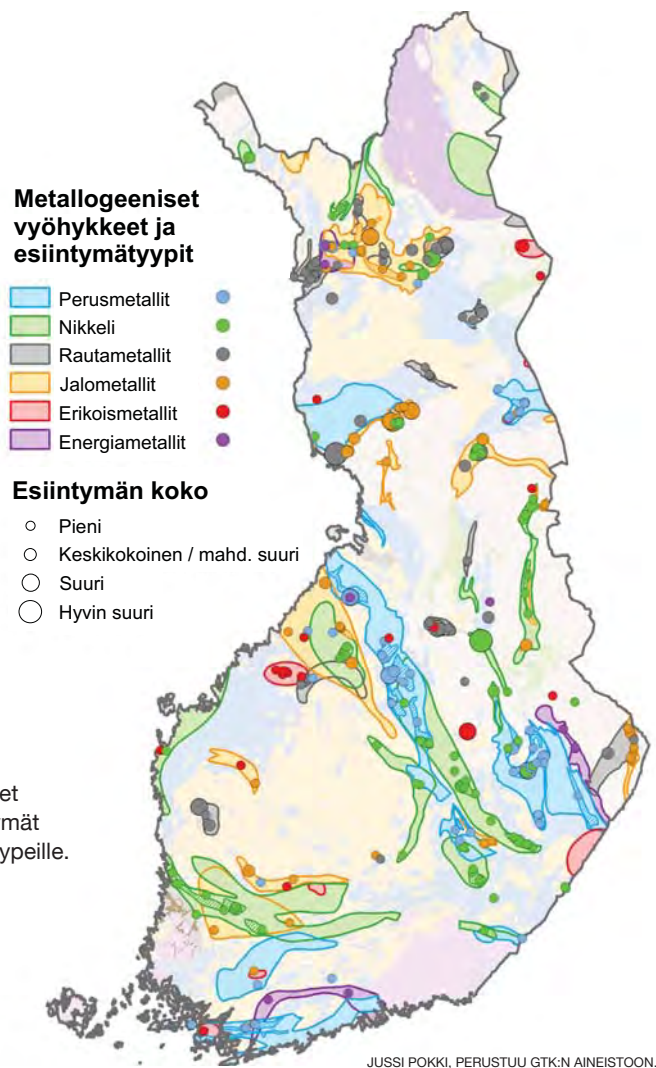 Metallogeeniset
vyöhykkeet ja
esiintymätyypit
Perusmetallit
Nikkeli
Rautametallit
Jalometallit
Erikoismetallit
Energiametallit
Esiintymän koko
Pieni
Keskikokoinen / mahd. suuri
Suuri
Hyvin suuri
et
ymät
ypeille.
JUSSI POKKI, PERUSTUU GTK:N AINEISTOON.